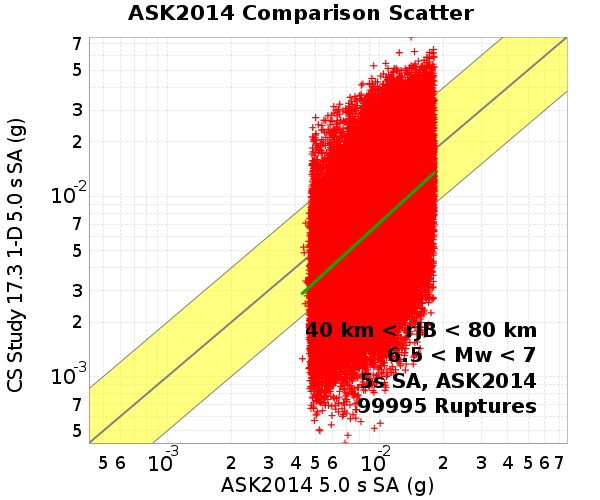 ASK2014 Comparison Scatter
7
5
3
2
10-2
7
5
3
2
10-3
7
5
CS Study 17.3 1-D 5.0 s SA (g)
40 km < rJB < 80 km
6.5 < Mw < 7
5s SA, ASK2014
99995 Ruptures
5 6 10-3 2 3 4 5 6 10-2 2 3 4 5 6 7
ASK2014 5.0 s SA (g)